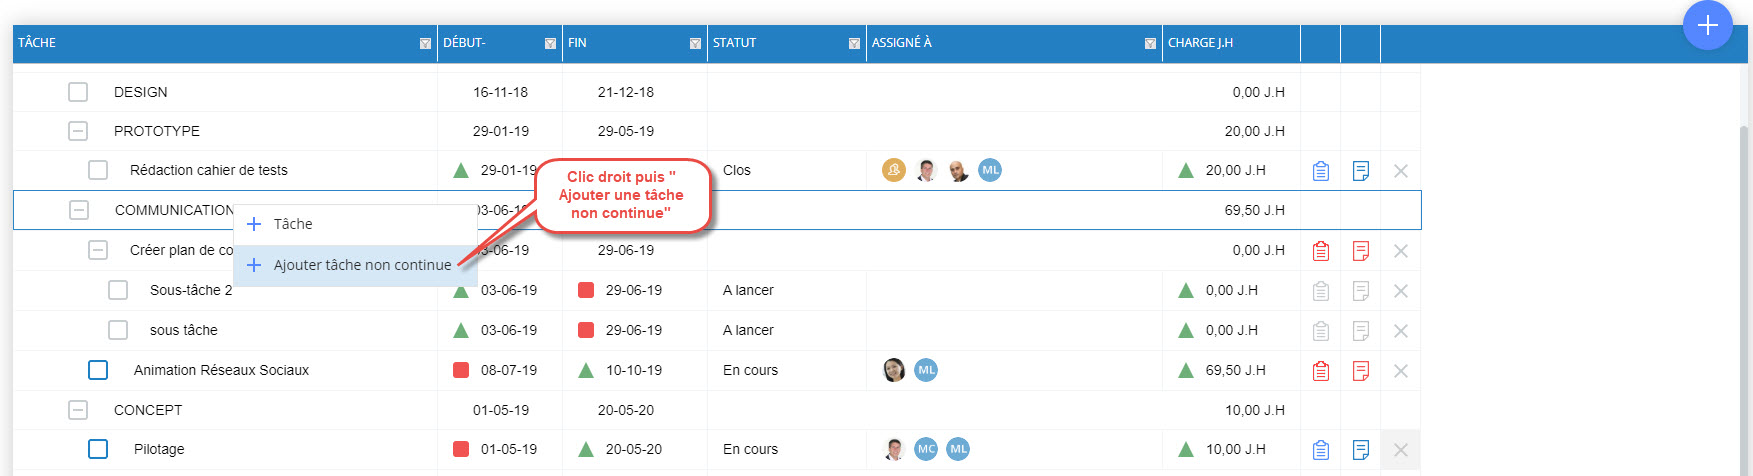 TÂCHE DÉBUT- FIN STATUT ASSIGNÉ À CHARGE J.H
DESIGN 16-11-18 21-12-18 0,00 J.H
PROTOTYPE 29-01-19 29-05-19 20,00 J.H
Rédaction cahier de tests 29-01-19 Clos ML 20,00 J.H
Clic droit puis "
Ajouter une tâche
non continue"
COMMUNICATION 03-06-19 69,50 J.H
Tâche
Créer plan de co 03-06-19 29-06-19 0,00 J.H
Ajouter tâche non continue
Sous-tâche 2 03-06-19 29-06-19 A lancer 0,00 J.H
sous tâche 03-06-19 29-06-19 A lancer 0,00 J.H
Animation Réseaux Sociaux 08-07-19 10-10-19 En cours ML 69,50 J.H
CONCEPT 01-05-19 20-05-20 10,00 J.H
Pilotage 01-05-19 20-05-20 En cours MC ML 10,00 J.H